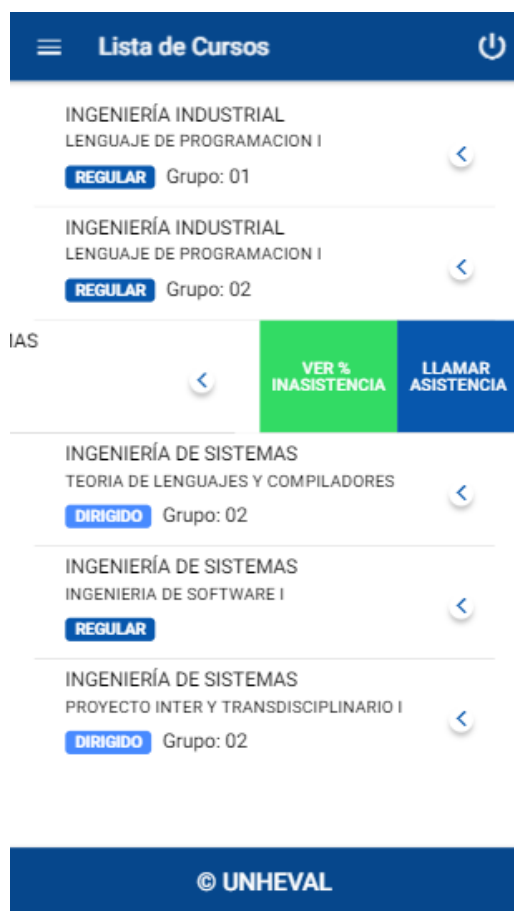 Lista de Cursos
INGENIERÍA INDUSTRIAL
LENGUAJE DE PROGRAMACION I
REGULAR Grupo: 01
INGENIERÍA INDUSTRIAL
LENGUAJE DE PROGRAMACION I
REGULAR Grupo: 02
MAS
VER %
INASISTENCIA
LLAMAR
ASISTENCIA
INGENIERÍA DE SISTEMAS
TEORIA DE LENGUAJES Y COMPILADORES
DIRIGIDO Grupo: 02
INGENIERÍA DE SISTEMAS
INGENIERIA DE SOFTWARE I
REGULAR
INGENIERÍA DE SISTEMAS
PROYECTO INTER Y TRANSDISCIPLINARIO I
DIRIGIDO Grupo: 02
© UNHEVAL